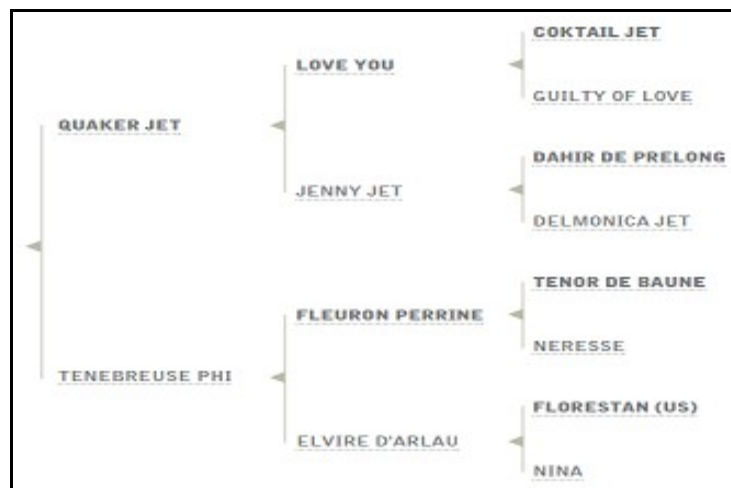 COKTAIL JET
LOVE YOU
GUILTY OF LOVE
QUAKER JET
DAHIR DE PRELONG
JENNY JET
DELMONICA JET
TENOR DE BAUNE
FLEURON PERRINE
NERESSE
TENEBREUSE PHI
FLORESTAN (US)
ELVIRE D'ARLAU
NINA